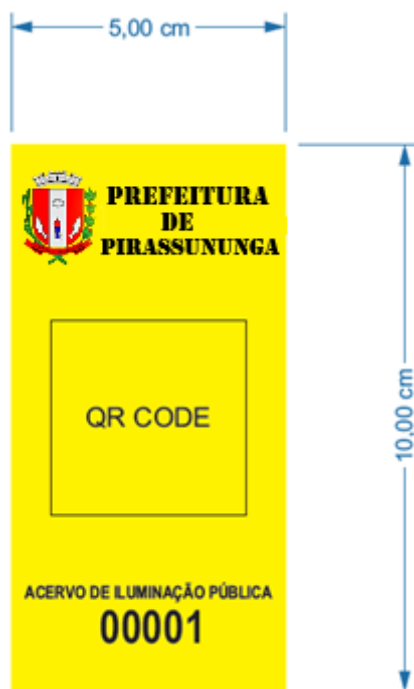 5,00 cm
PREFEITURA
DE
PIRASSUNUNGA
QR CODE
10,00 cm
ACERVO DE ILUMINAÇÃO PÚBLICA
00001